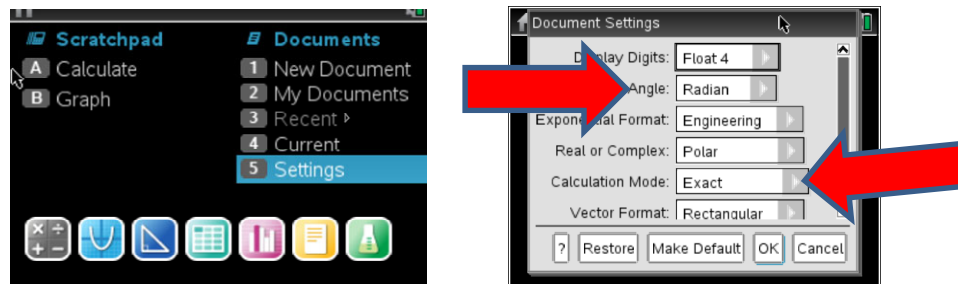 Scratchpad
A Calculate
B Graph
Documents
1 New Document
2 My Documents
3 Recent ▸
4 Current
5 Settings
Document Settings
Display Digits: Float 4
Angle: Radian
Exponential Format: Engineering
Real or Complex: Polar
Calculation Mode: Exact
Vector Format: Rectangular
? Restore Make Default OK Cancel